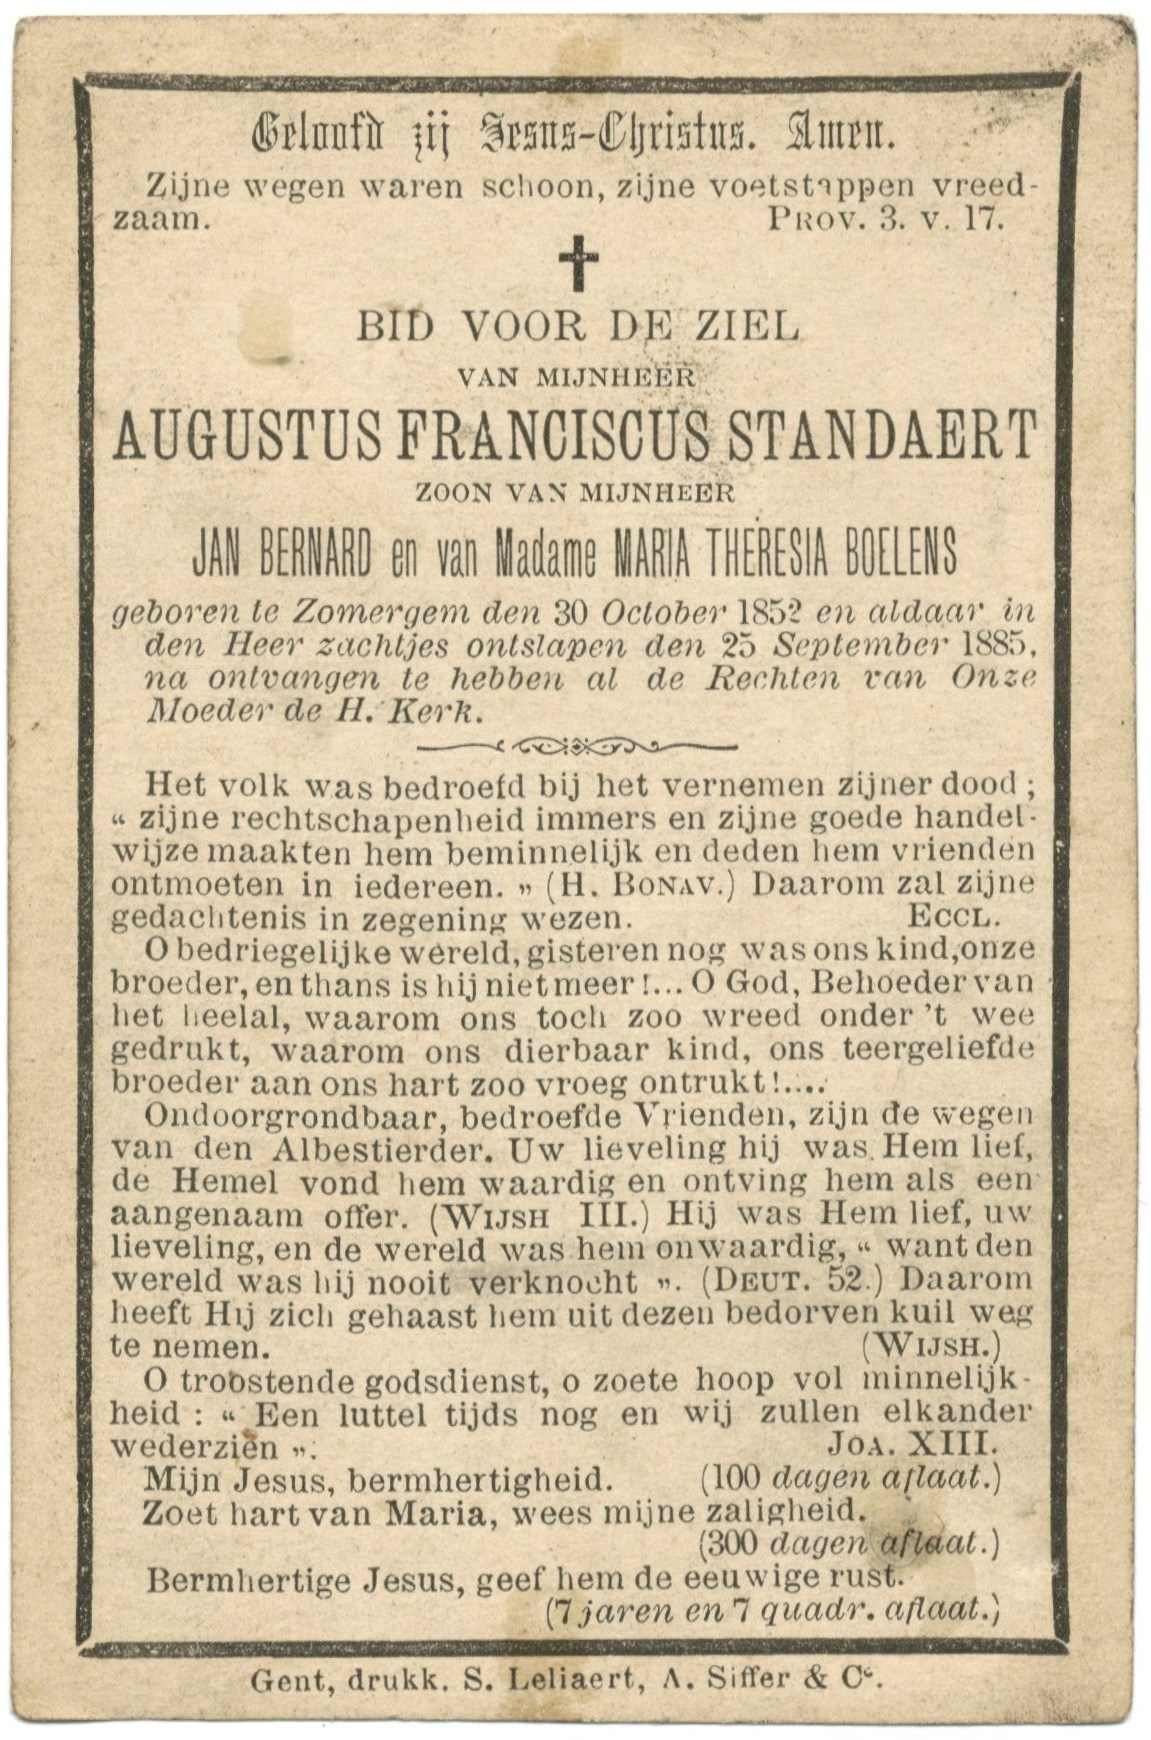 Geloofd zij Jesus-Christus. Amen.
Zijne wegen waren schoon, zijne voetstappen vreed-
zaam. PROV. 3. v. 17.
BID VOOR DE ZIEL
VAN MIJNHEER
AUGUSTUS FRANCISCUS STANDAERT
ZOON VAN MIJNHEER
JAN BERNARD en van Madame MARIA THERESIA BOELENS
geboren te Zomergem den 30 October 1852 en aldaar in
den Heer zachtjes ontslapen den 25 September 1885,
na ontvangen te hebben al de Rechten van Onze
Moeder de H. Kerk.
Het volk was bedroefd bij het vernemen zijner dood ;
“ zijne rechtschapenheid immers en zijne goede handel-
wijze maakten hem beminnelijk en deden hem vrienden
ontmoeten in iedereen. „ (H. BONAV.) Daarom zal zijne
gedachtenis in zegening wezen. ECCL.
O bedriegelijke wereld, gisteren nog was ons kind, onze
broeder, en thans is hij niet meer !... O God, Behoeder van
het heelal, waarom ons toch zoo wreed onder 't wee
gedrukt, waarom ons dierbaar kind, ons teergeliefde
broeder aan ons hart zoo vroeg ontrukt !....
Ondoorgrondbaar, bedroefde Vrienden, zijn de wegen
van den Albestierder. Uw lieveling hij was Hem lief,
de Hemel vond hem waardig en ontving hem als een
aangenaam offer. (WIJSH III.) Hij was Hem lief, uw
lieveling, en de wereld was hem onwaardig, “ want den
wereld was hij nooit verknocht „. (DEUT. 52.) Daarom
heeft Hij zich gehaast hem uit dezen bedorven kuil weg
te nemen. (WIJSH.)
O troostende godsdienst, o zoete hoop vol minnelijk-
heid : “ Een luttel tijds nog en wij zullen elkander
wederziën „. JOA. XIII.
Mijn Jesus, bermhertigheid. (100 dagen aflaat.)
Zoet hart van Maria, wees mijne zaligheid.
(300 dagen aflaat.)
Bermhertige Jesus, geef hem de eeuwige rust.
(7 jaren en 7 quadr. aflaat.)
Gent, drukk. S. Leliaert, A. Siffer & Cᵉ.